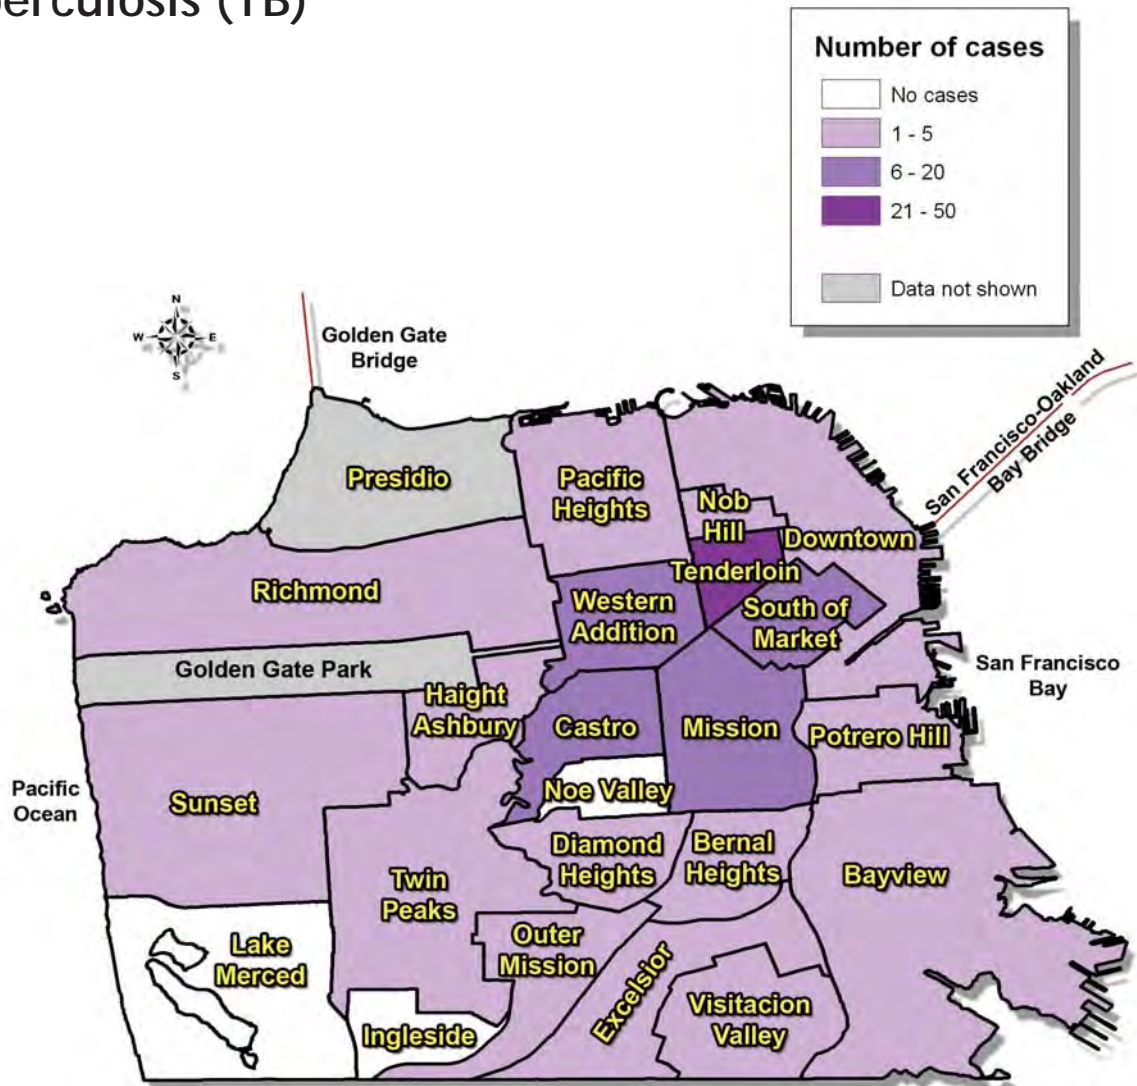 (TB)
Number of cases
No cases
1 - 5
6 - 20
21 - 50
Data not shown
N
W
E
S
Golden Gate
Bridge
San Francisco-Oakland
Bay Bridge
Presidio
Pacific
Heights
Nob
Hill
Downtown
Tenderloin
Richmond
Western
Addition
South of
Market
Golden Gate Park
San Francisco
Bay
Haight
Ashbury
Castro
Mission
Potrero Hill
Pacific
Ocean
Sunset
Noe Valley
Diamond
Heights
Bernal
Heights
Bayview
Twin
Peaks
Lake
Merced
Outer
Mission
Excelsior
Visitacion
Valley
Ingleside